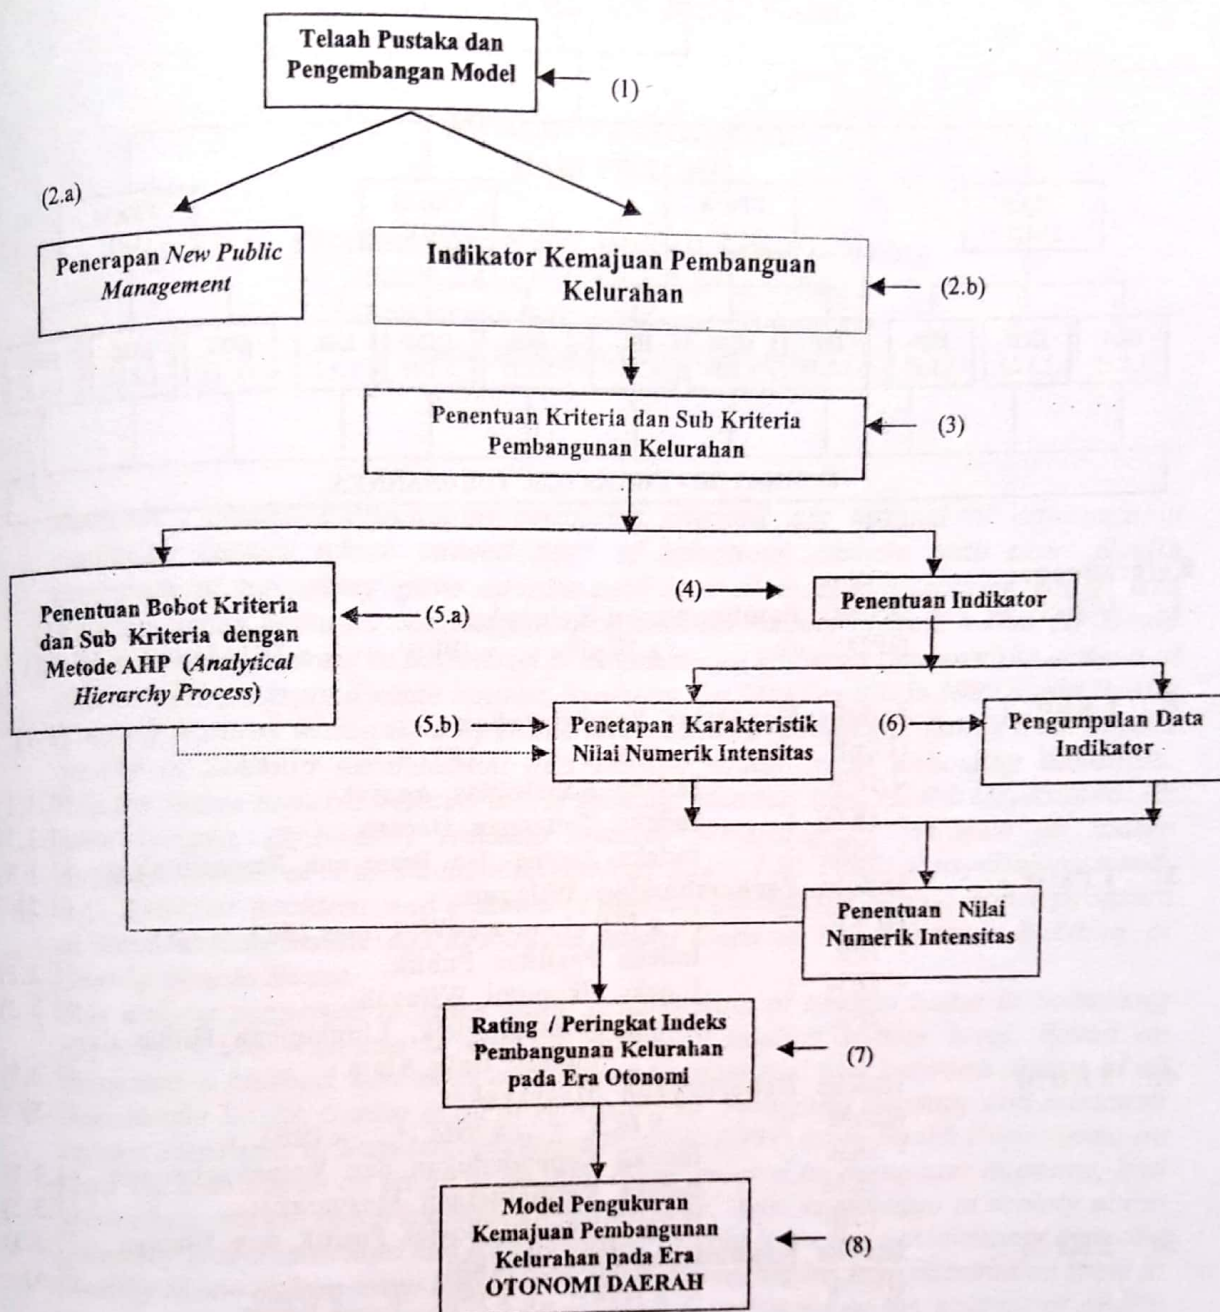 Telaah Pustaka dan
Pengembangan Model
(1)
(2.a)
Penerapan New Public
Management
Indikator Kemajuan Pembanguan
Kelurahan
(2.b)
Penentuan Kriteria dan Sub Kriteria
Pembangunan Kelurahan
(3)
Penentuan Bobot Kriteria
dan Sub Kriteria dengan
Metode AHP (Analytical
Hierarchy Process)
(5.a)
(4)
Penentuan Indikator
(5.b)
Penetapan Karakteristik
Nilai Numerik Intensitas
(6)
Pengumpulan Data
Indikator
Penentuan Nilai
Numerik Intensitas
Rating / Peringkat Indeks
Pembangunan Kelurahan
pada Era Otonomi
(7)
Model Pengukuran
Kemajuan Pembangunan
Kelurahan pada Era
OTONOMI DAERAH
(8)